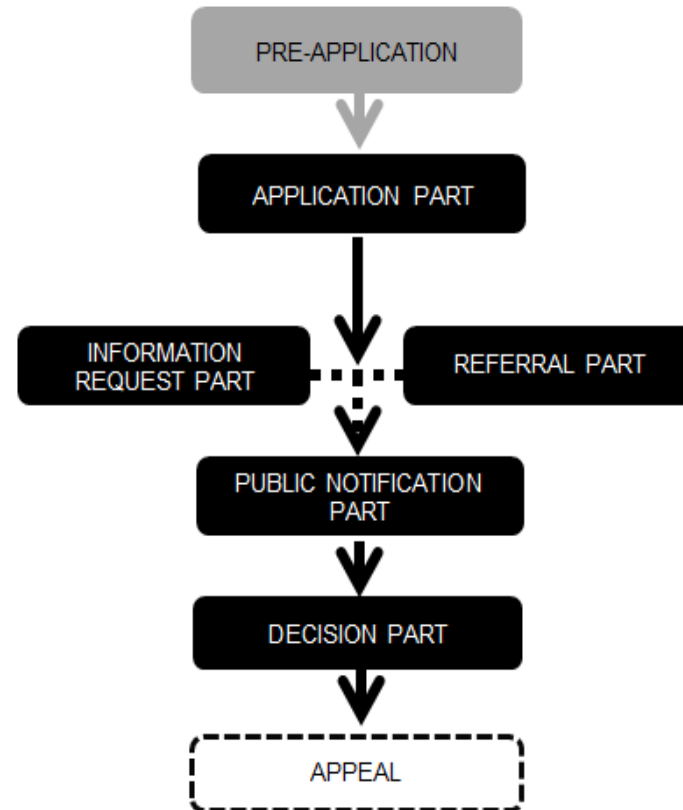 PRE-APPLICATION
APPLICATION PART
INFORMATION
REQUEST PART
REFERRAL PART
PUBLIC NOTIFICATION
PART
DECISION PART
APPEAL